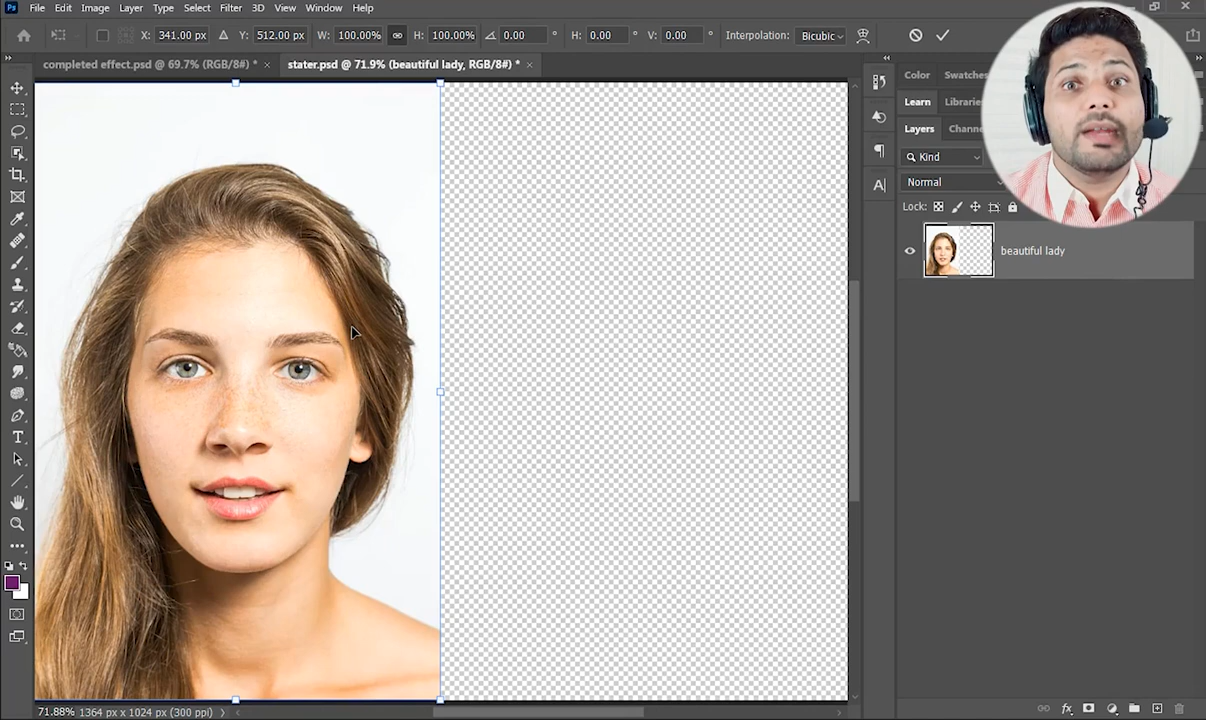 Ps File Edit Image Layer Type Select Filter 3D View Window Help
X: 341.00 px Y: 512.00 px W: 100.00% H: 100.00% 0.00 ° H: 0.00 ° V: 0.00 ° Interpolation: Bicubic
completed effect.psd @ 69.7% (RGB/8#) * × stater.psd @ 71.9% (beautiful lady, RGB/8#) * ×
Color Swatches
Learn Libraries
Layers
Kind
Normal
Lock:
beautiful lady
71.88% 1364 px x 1024 px (300 ppi)
fx